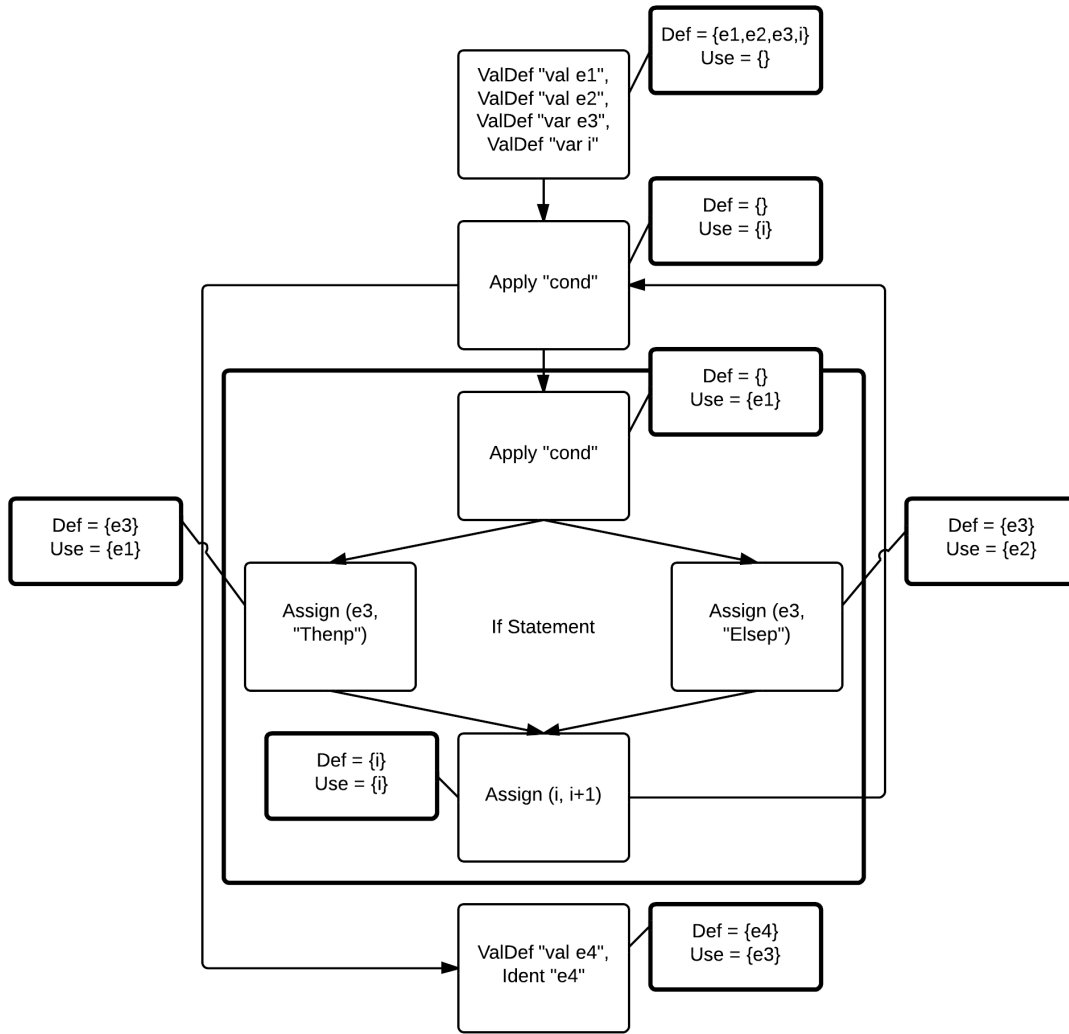 Def = {e1,e2,e3,i}
Use = {}
ValDef "val e1",
ValDef "val e2",
ValDef "var e3",
ValDef "var i"
Def = {}
Use = {i}
Apply "cond"
Def = {}
Use = {e1}
Apply "cond"
Def = {e3}
Use = {e1}
Def = {e3}
Use = {e2}
Assign (e3,
"Thenp")
If Statement
Assign (e3,
"Elsep")
Def = {i}
Use = {i}
Assign (i, i+1)
ValDef "val e4",
Ident "e4"
Def = {e4}
Use = {e3}